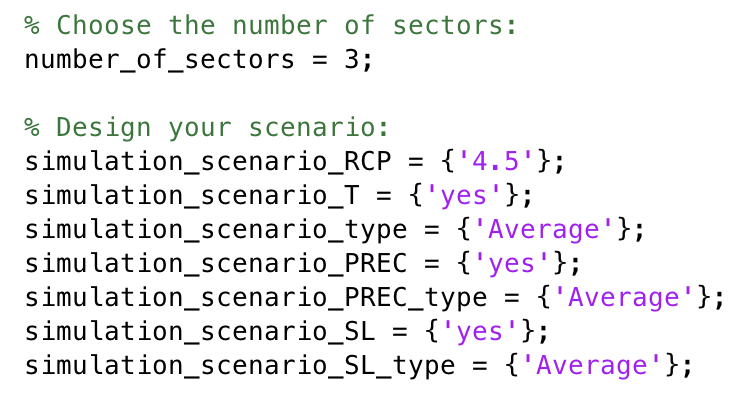 % Choose the number of sectors:
number_of_sectors = 3;
% Design your scenario:
simulation_scenario_RCP = {'4.5'};
simulation_scenario_T = {'yes'};
simulation_scenario_type = {'Average'};
simulation_scenario_PREC = {'yes'};
simulation_scenario_PREC_type = {'Average'};
simulation_scenario_SL = {'yes'};
simulation_scenario_SL_type = {'Average'};